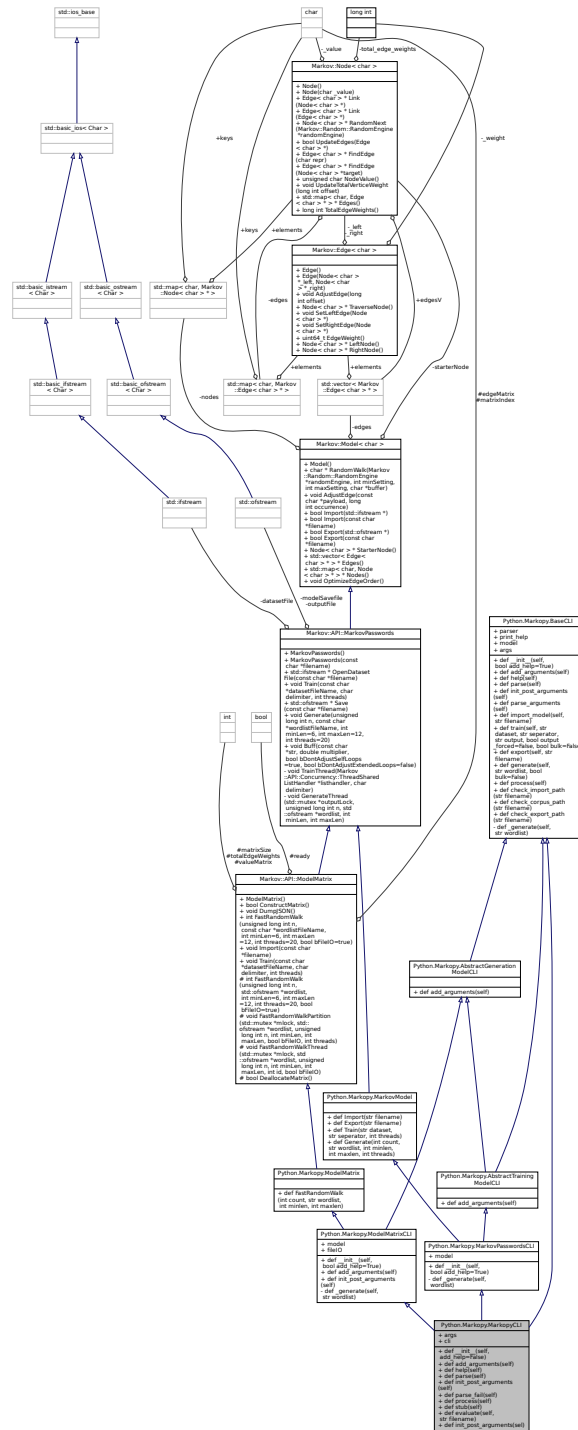 std::ios_base
char
long int
-_value
-total_edge_weights
Markov::Node< char >
+ Node()
+ Node(char _value)
+ Edge< char > * Link
(Node< char > *)
+ Edge< char > * Link
(Edge< char > *)
+ Node< char > * RandomNext
(Markov::Random::RandomEngine
*randomEngine)
+ bool UpdateEdges(Edge
< char > *)
+ Edge< char > * FindEdge
(char repr)
+ Edge< char > * FindEdge
(Node< char > *target)
+ unsigned char NodeValue()
+ void UpdateTotalVerticeWeight
(long int offset)
+ std::map< char, Edge
< char > * > * Edges()
+ long int TotalEdgeWeights()
std::basic_ios< Char >
+keys
-_weight
+keys
+elements
-_left
_right
Markov::Edge< char >
+ Edge()
+ Edge(Node< char >
*_left, Node< char
> *_right)
+ void AdjustEdge(long
int offset)
+ Node< char > * TraverseNode()
+ void SetLeftEdge(Node
< char > *)
+ void SetRightEdge(Node
< char > *)
+ uint64_t EdgeWeight()
+ Node< char > * LeftNode()
+ Node< char > * RightNode()
std::basic_istream
< Char >
std::basic_ostream
< Char >
std::map< char, Markov
::Node< char > * >
-edges
+edgesV
+elements
+elements
-starterNode
std::basic_ifstream
< Char >
std::basic_ofstream
< Char >
-nodes
std::map< char, Markov
::Edge< char > * >
std::vector< Markov
::Edge< char > * >
#edgeMatrix
#matrixIndex
-edges
Markov::Model< char >
+ Model()
+ char * RandomWalk(Markov
::Random::RandomEngine
*randomEngine, int minSetting,
int maxSetting, char *buffer)
+ void AdjustEdge(const
char *payload, long
int occurrence)
+ bool Import(std::ifstream *)
+ bool Import(const char
*filename)
+ bool Export(std::ofstream *)
+ bool Export(const char
*filename)
+ Node< char > * StarterNode()
+ std::vector< Edge<
char > * > * Edges()
+ std::map< char, Node
< char > * > * Nodes()
+ void OptimizeEdgeOrder()
std::ifstream
std::ofstream
-datasetFile
-modelSavefile
-outputFile
Markov::API::MarkovPasswords
+ MarkovPasswords()
+ MarkovPasswords(const
char *filename)
+ std::ifstream * OpenDataset
File(const char *filename)
+ void Train(const char
*datasetFileName, char
delimiter, int threads)
+ std::ofstream * Save
(const char *filename)
+ void Generate(unsigned
long int n, const char
*wordlistFileName, int
minLen=6, int maxLen=12,
int threads=20)
+ void Buff(const char
*str, double multiplier,
bool bDontAdjustSelfLoops
=true, bool bDontAdjustExtendedLoops=false)
- void TrainThread(Markov
::API::Concurrency::ThreadShared
ListHandler *listhandler, char
delimiter)
- void GenerateThread
(std::mutex *outputLock,
unsigned long int n, std
::ofstream *wordlist, int
minLen, int maxLen)
Python.Markopy.BaseCLI
+ parser
+ print_help
+ model
+ args
+ def __init__(self,
bool add_help=True)
+ def add_arguments(self)
+ def help(self)
+ def parse(self)
+ def init_post_arguments
(self)
+ def parse_arguments
(self)
+ def import_model(self,
str filename)
+ def train(self, str
dataset, str seperator,
str output, bool output
_forced=False, bool bulk=False)
+ def export(self, str
filename)
+ def generate(self,
str wordlist, bool
bulk=False)
+ def process(self)
+ def check_import_path
(str filename)
+ def check_corpus_path
(str filename)
+ def check_export_path
(str filename)
- def _generate(self,
str wordlist)
int
bool
#matrixSize
#totalEdgeWeights
#valueMatrix
#ready
Markov::API::ModelMatrix
+ ModelMatrix()
+ bool ConstructMatrix()
+ void DumpJSON()
+ int FastRandomWalk
(unsigned long int n,
const char *wordlistFileName,
int minLen=6, int maxLen
=12, int threads=20, bool bFileIO=true)
+ void Import(const char
*filename)
+ void Train(const char
*datasetFileName, char
delimiter, int threads)
# int FastRandomWalk
(unsigned long int n,
std::ofstream *wordlist,
int minLen=6, int maxLen
=12, int threads=20, bool
bFileIO=true)
# void FastRandomWalkPartition
(std::mutex *mlock, std::
ofstream *wordlist, unsigned
long int n, int minLen, int
maxLen, bool bFileIO, int threads)
# void FastRandomWalkThread
(std::mutex *mlock, std
::ofstream *wordlist, unsigned
long int n, int minLen, int
maxLen, int id, bool bFileIO)
# bool DeallocateMatrix()
Python.Markopy.AbstractGeneration
ModelCLI
+ def add_arguments(self)
Python.Markopy.MarkovModel
+ def Import(str filename)
+ def Export(str filename)
+ def Train(str dataset,
str seperator, int threads)
+ def Generate(int count,
str wordlist, int minlen,
int maxlen, int threads)
Python.Markopy.ModelMatrix
+ def FastRandomWalk
(int count, str wordlist,
int minlen, int maxlen)
Python.Markopy.AbstractTraining
ModelCLI
+ def add_arguments(self)
Python.Markopy.ModelMatrixCLI
+ model
+ fileIO
+ def __init__(self,
bool add_help=True)
+ def add_arguments(self)
+ def init_post_arguments
(self)
- def _generate(self,
str wordlist)
Python.Markopy.MarkovPasswordsCLI
+ model
+ def __init__(self,
bool add_help=True)
- def _generate(self,
wordlist)
Python.Markopy.MarkopyCLI
+ args
+ cli
+ def __init__(self,
add_help=False)
+ def add_arguments(self)
+ def help(self)
+ def parse(self)
+ def init_post_arguments
(self)
+ def parse_fail(self)
+ def process(self)
+ def stub(self)
+ def evaluate(self,
str filename)
+ def init_post_arguments(sel)